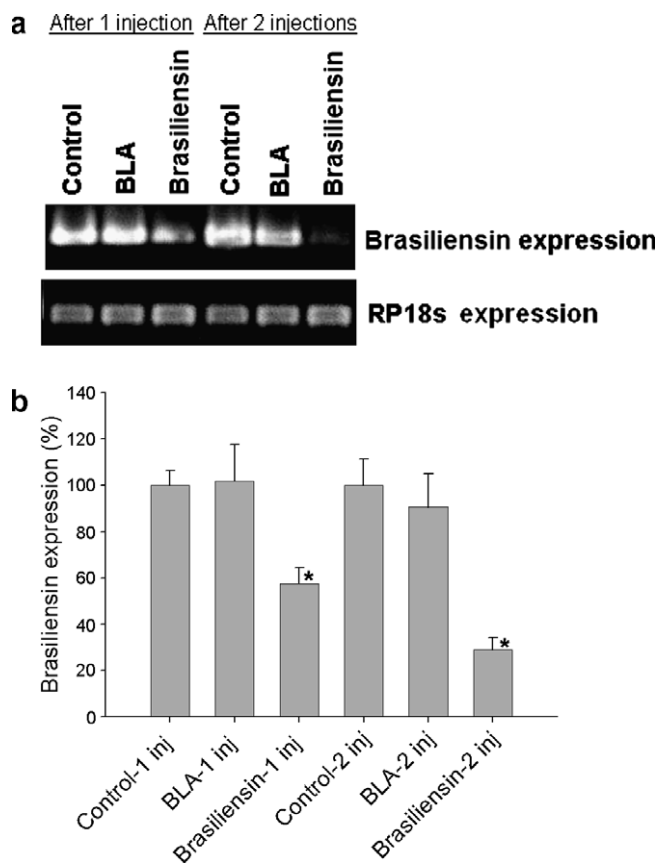 a
After 1 injection After 2 injections
Control BLA Brasiliensin Control BLA Brasiliensin
Brasiliensin expression
RP18s expression
b
Brasiliensin expression (%)
140
120
100
80
60
40
20
0
* *
Control-1 inj BLA-1 inj Brasiliensin-1 inj Control-2 inj BLA-2 inj Brasiliensin-2 inj